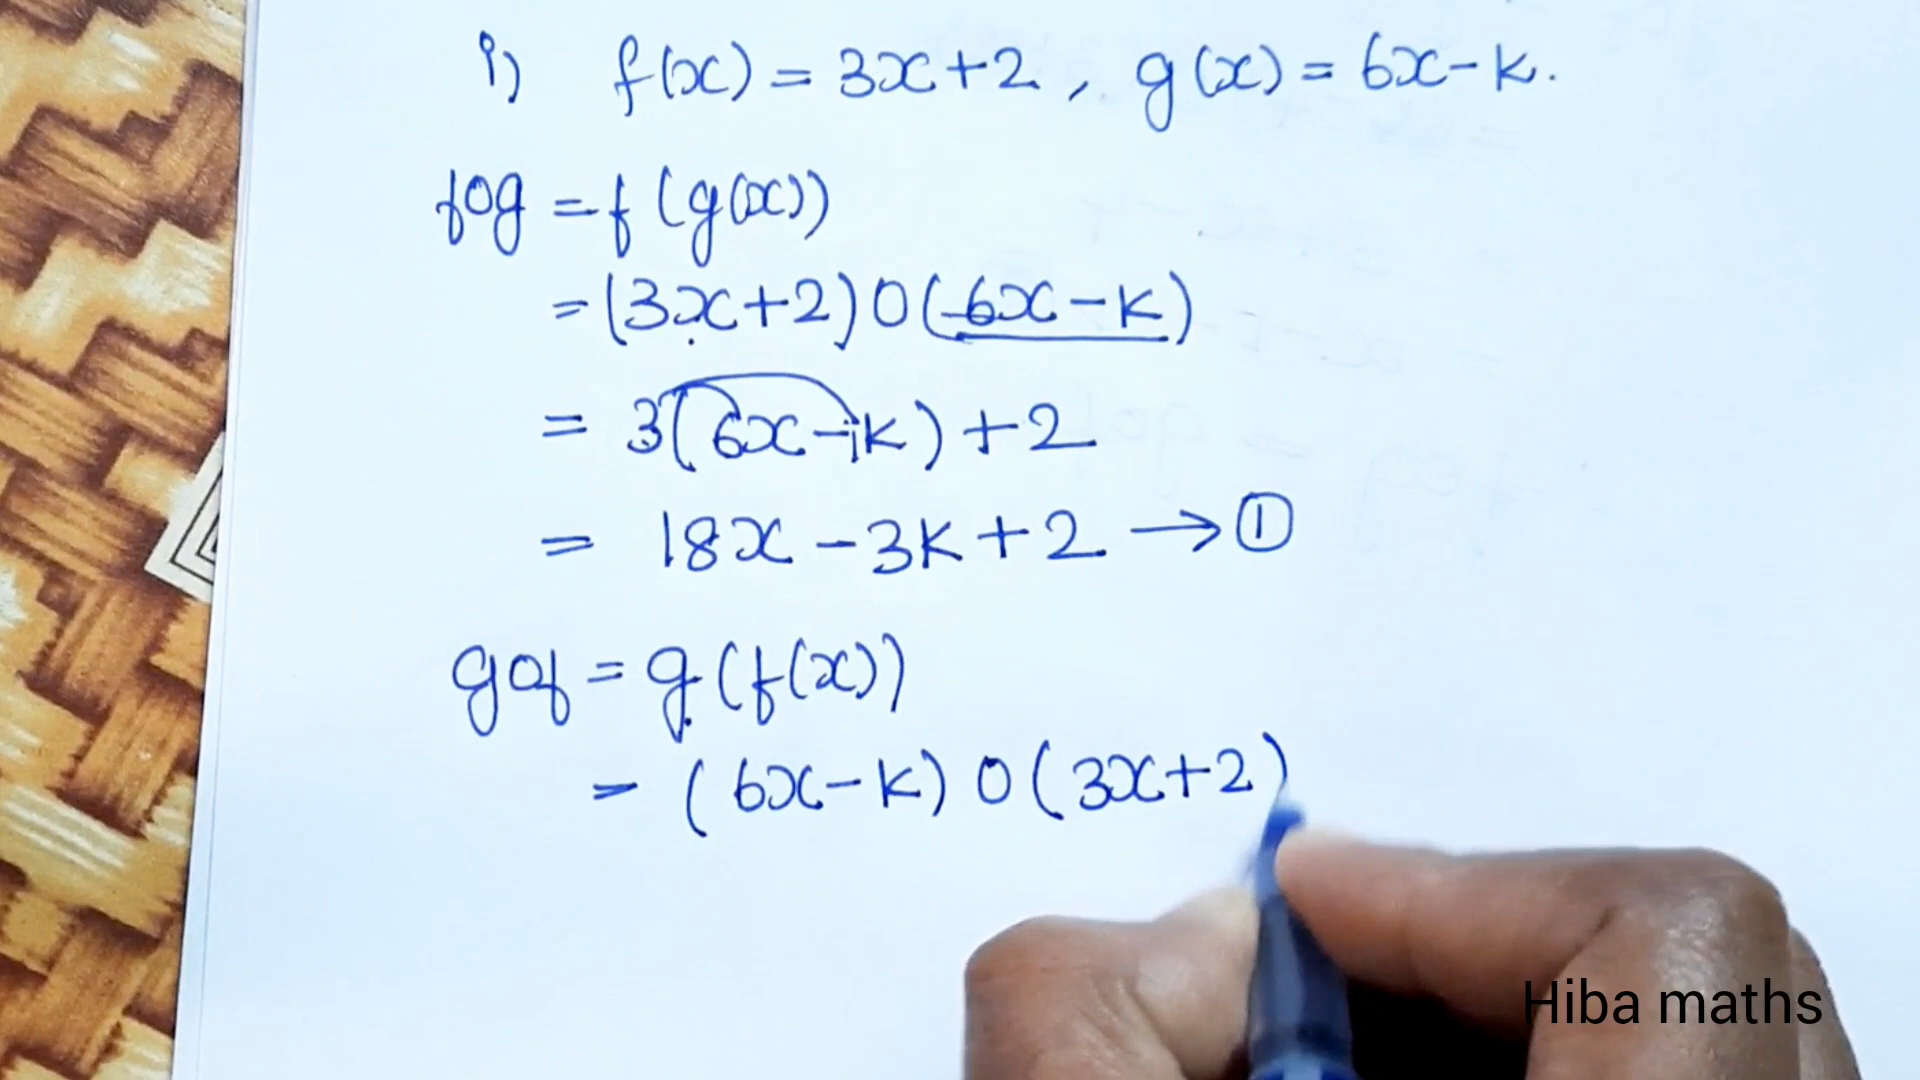 i) f(x) = 3x+2, g(x) = 6x-k.
fog = f(g(x))
= (3x+2) o (6x-k)
= 3(6x-k)+2
= 18x-3k+2 → ①
gof = g(f(x))
= (6x-k) o (3x+2)
Hiba maths